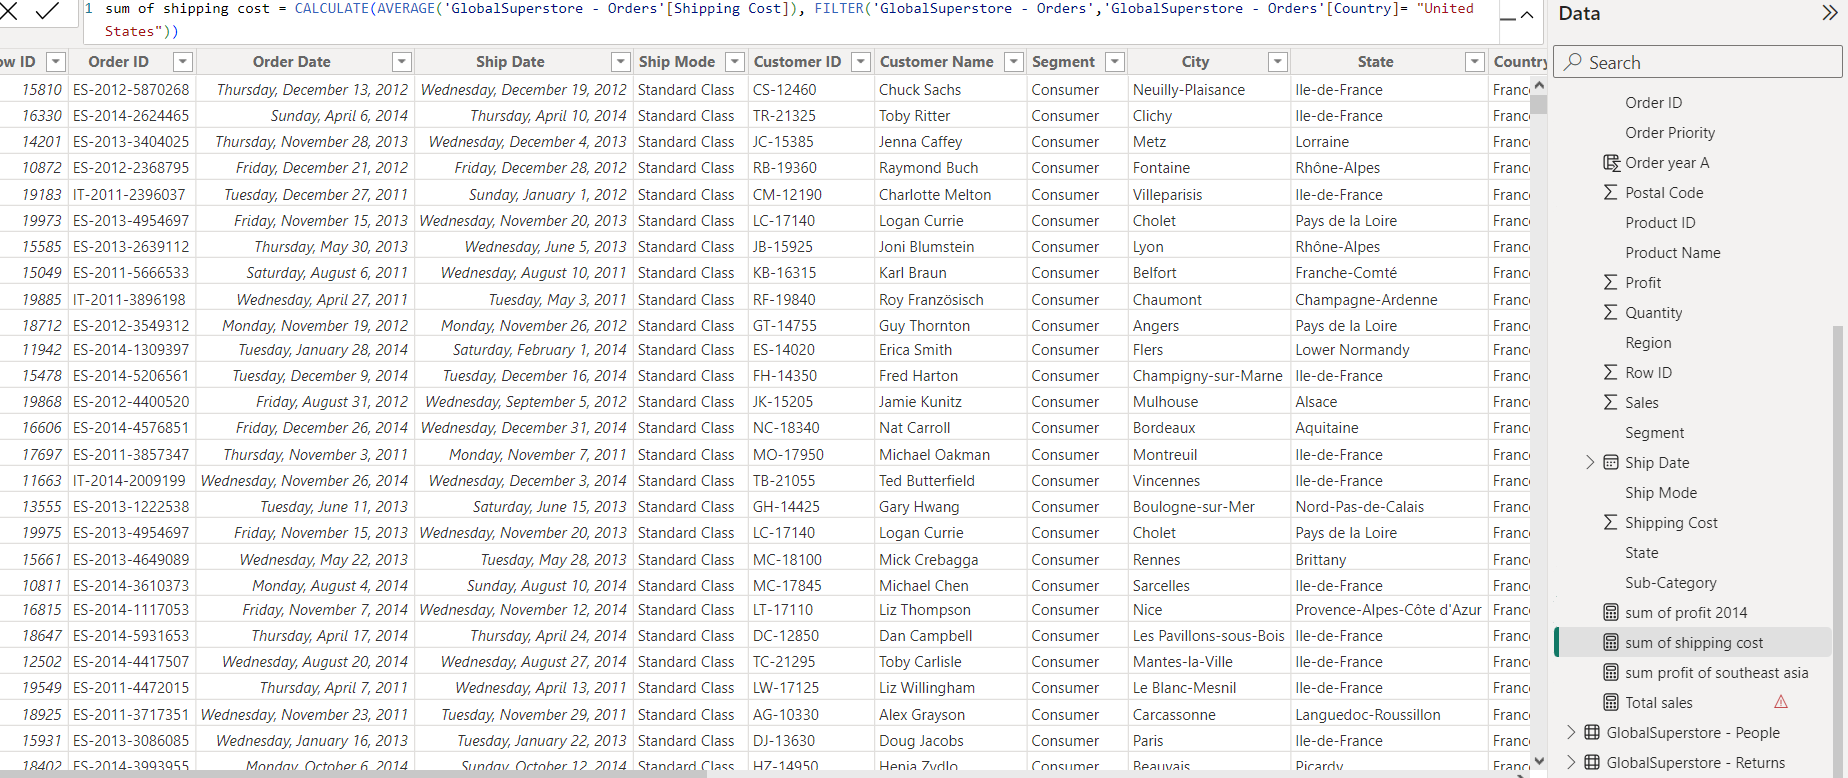 1 sum of shipping cost = CALCULATE(AVERAGE('GlobalSuperstore - Orders'[Shipping Cost]), FILTER('GlobalSuperstore - Orders','GlobalSuperstore - Orders'[Country]= "United
States"))
ow ID Order ID Order Date Ship Date Ship Mode Customer ID Customer Name Segment City State Country
15810 ES-2012-5870268 Thursday, December 13, 2012 Wednesday, December 19, 2012 Standard Class CS-12460 Chuck Sachs Consumer Neuilly-Plaisance Ile-de-France Franc
16330 ES-2014-2624465 Sunday, April 6, 2014 Thursday, April 10, 2014 Standard Class TR-21325 Toby Ritter Consumer Clichy Ile-de-France Franc
14201 ES-2013-3404025 Thursday, November 28, 2013 Wednesday, December 4, 2013 Standard Class JC-15385 Jenna Caffey Consumer Metz Lorraine Franc
10872 ES-2012-2368795 Friday, December 21, 2012 Friday, December 28, 2012 Standard Class RB-19360 Raymond Buch Consumer Fontaine Rhône-Alpes Franc
19183 IT-2011-2396037 Tuesday, December 27, 2011 Sunday, January 1, 2012 Standard Class CM-12190 Charlotte Melton Consumer Villeparisis Ile-de-France Franc
19973 ES-2013-4954697 Friday, November 15, 2013 Wednesday, November 20, 2013 Standard Class LC-17140 Logan Currie Consumer Cholet Pays de la Loire Franc
15585 ES-2013-2639112 Thursday, May 30, 2013 Wednesday, June 5, 2013 Standard Class JB-15925 Joni Blumstein Consumer Lyon Rhône-Alpes Franc
15049 ES-2011-5666533 Saturday, August 6, 2011 Wednesday, August 10, 2011 Standard Class KB-16315 Karl Braun Consumer Belfort Franche-Comté Franc
19885 IT-2011-3896198 Wednesday, April 27, 2011 Tuesday, May 3, 2011 Standard Class RF-19840 Roy Französisch Consumer Chaumont Champagne-Ardenne Franc
18712 ES-2012-3549312 Monday, November 19, 2012 Monday, November 26, 2012 Standard Class GT-14755 Guy Thornton Consumer Angers Pays de la Loire Franc
11942 ES-2014-1309397 Tuesday, January 28, 2014 Saturday, February 1, 2014 Standard Class ES-14020 Erica Smith Consumer Flers Lower Normandy Franc
15478 ES-2014-5206561 Tuesday, December 9, 2014 Tuesday, December 16, 2014 Standard Class FH-14350 Fred Harton Consumer Champigny-sur-Marne Ile-de-France Franc
19868 ES-2012-4400520 Friday, August 31, 2012 Wednesday, September 5, 2012 Standard Class JK-15205 Jamie Kunitz Consumer Mulhouse Alsace Franc
16606 ES-2014-4576851 Friday, December 26, 2014 Wednesday, December 31, 2014 Standard Class NC-18340 Nat Carroll Consumer Bordeaux Aquitaine Franc
17697 ES-2011-3857347 Thursday, November 3, 2011 Monday, November 7, 2011 Standard Class MO-17950 Michael Oakman Consumer Montreuil Ile-de-France Franc
11663 IT-2014-2009199 Wednesday, November 26, 2014 Wednesday, December 3, 2014 Standard Class TB-21055 Ted Butterfield Consumer Vincennes Ile-de-France Franc
13555 ES-2013-1222538 Tuesday, June 11, 2013 Saturday, June 15, 2013 Standard Class GH-14425 Gary Hwang Consumer Boulogne-sur-Mer Nord-Pas-de-Calais Franc
19975 ES-2013-4954697 Friday, November 15, 2013 Wednesday, November 20, 2013 Standard Class LC-17140 Logan Currie Consumer Cholet Pays de la Loire Franc
15661 ES-2013-4649089 Wednesday, May 22, 2013 Tuesday, May 28, 2013 Standard Class MC-18100 Mick Crebagga Consumer Rennes Brittany Franc
10811 ES-2014-3610373 Monday, August 4, 2014 Sunday, August 10, 2014 Standard Class MC-17845 Michael Chen Consumer Sarcelles Ile-de-France Franc
16815 ES-2014-1117053 Friday, November 7, 2014 Wednesday, November 12, 2014 Standard Class LT-17110 Liz Thompson Consumer Nice Provence-Alpes-Côte d'Azur Franc
18647 ES-2014-5931653 Thursday, April 17, 2014 Thursday, April 24, 2014 Standard Class DC-12850 Dan Campbell Consumer Les Pavillons-sous-Bois Ile-de-France Franc
12502 ES-2014-4417507 Wednesday, August 20, 2014 Wednesday, August 27, 2014 Standard Class TC-21295 Toby Carlisle Consumer Mantes-la-Ville Ile-de-France Franc
19549 ES-2011-4472015 Thursday, April 7, 2011 Wednesday, April 13, 2011 Standard Class LW-17125 Liz Willingham Consumer Le Blanc-Mesnil Ile-de-France Franc
18925 ES-2011-3717351 Wednesday, November 23, 2011 Tuesday, November 29, 2011 Standard Class AG-10330 Alex Grayson Consumer Carcassonne Languedoc-Roussillon Franc
15931 ES-2013-3086085 Wednesday, January 16, 2013 Tuesday, January 22, 2013 Standard Class DJ-13630 Doug Jacobs Consumer Paris Ile-de-France Franc
18402 ES-2014-3993955 Monday, October 6, 2014 Sunday, October 12, 2014 Standard Class HZ-14950 Henia Zydlo Consumer Beauvais Picardy Franc
Data
Search
Order ID
Order Priority
Order year A
Postal Code
Product ID
Product Name
Profit
Quantity
Region
Row ID
Sales
Segment
Ship Date
Ship Mode
Shipping Cost
State
Sub-Category
sum of profit 2014
sum of shipping cost
sum profit of southeast asia
Total sales
GlobalSuperstore - People
GlobalSuperstore - Returns